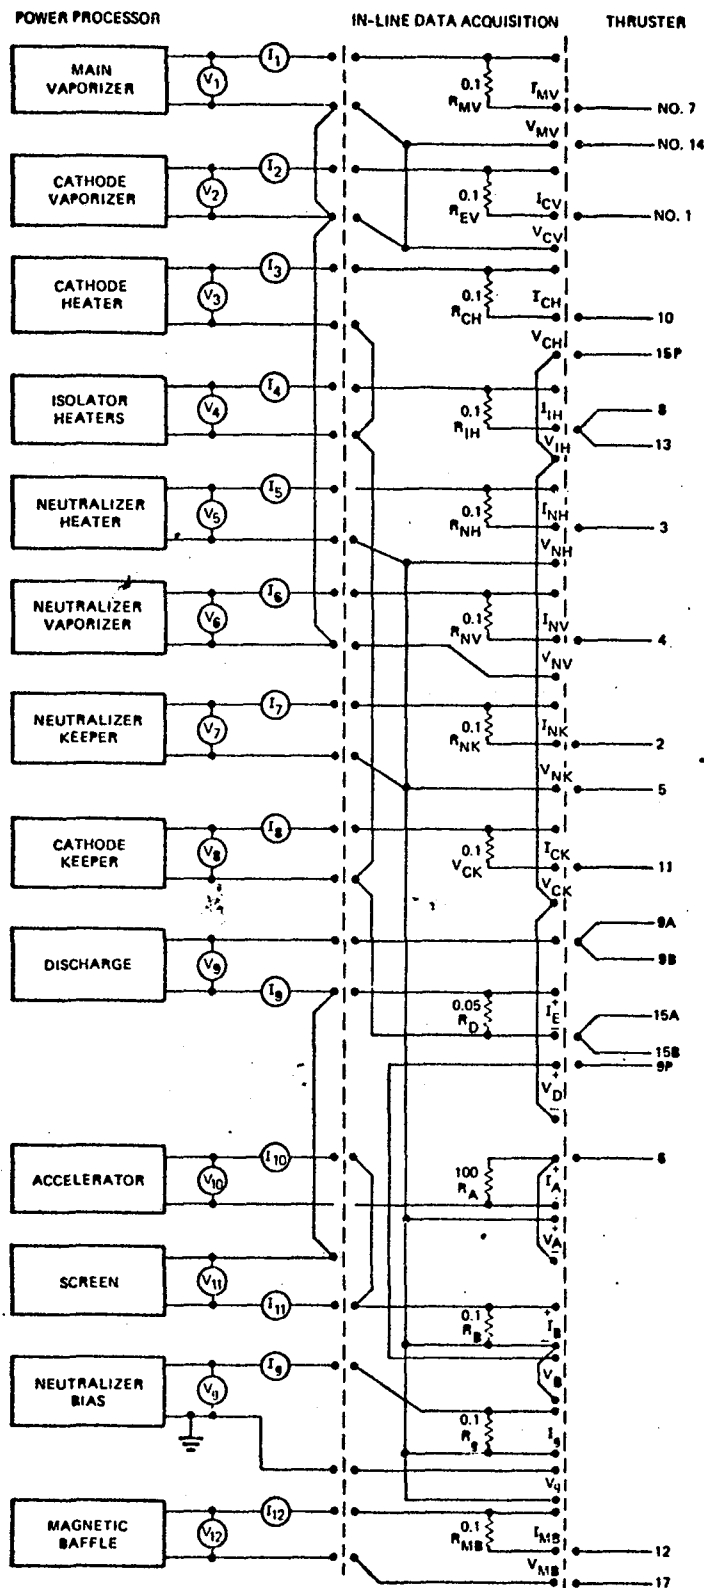 POWER PROCESSOR IN-LINE DATA ACQUISITION THRUSTER
MAIN VAPORIZER
V1
I1
0.1
RMV
IMV
NO. 7
VMV
NO. 14
CATHODE VAPORIZER
V2
I2
0.1
REV
ICV
NO. 1
VCV
CATHODE HEATER
V3
I3
0.1
RCH
ICH
10
VCH
15P
ISOLATOR HEATERS
V4
I4
0.1
RIH
IIH
8
13
VIH
NEUTRALIZER HEATER
V5
I5
0.1
RNH
INH
3
VNH
NEUTRALIZER VAPORIZER
V6
I6
0.1
RNV
INV
4
VNV
NEUTRALIZER KEEPER
V7
I7
0.1
RNK
INK
2
VNK
5
CATHODE KEEPER
V8
I8
0.1
VCK
ICK
11
VCK
DISCHARGE
V9
I9
9A
9B
0.05
RD
+
IE
−
15A
15B
9P
+
VD
−
ACCELERATOR
V10
I10
100
RA
+
IA
-
6
+
VA
−
SCREEN
V11
I11
0.1
RB
+
IB
−
VB
NEUTRALIZER BIAS
Vg
Ig
0.1
Rg
Ig
Vg
MAGNETIC BAFFLE
V12
I12
0.1
RMB
IMB
12
VMB
17